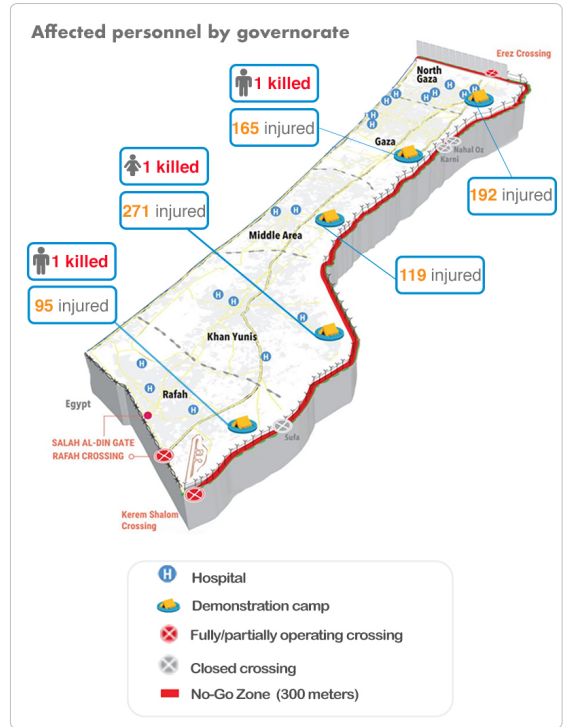 Affected personnel by governorate
Erez Crossing
North
Gaza
1 killed
165 injured
Gaza
Nahal Oz
Karni
1 killed
271 injured
192 injured
Middle Area
119 injured
1 killed
95 injured
Khan Yunis
Rafah
Egypt
SALAH AL-DIN GATE
RAFAH CROSSING
Sufa
Kerem Shalom
Crossing
H Hospital
Demonstration camp
Fully/partially operating crossing
Closed crossing
No-Go Zone (300 meters)